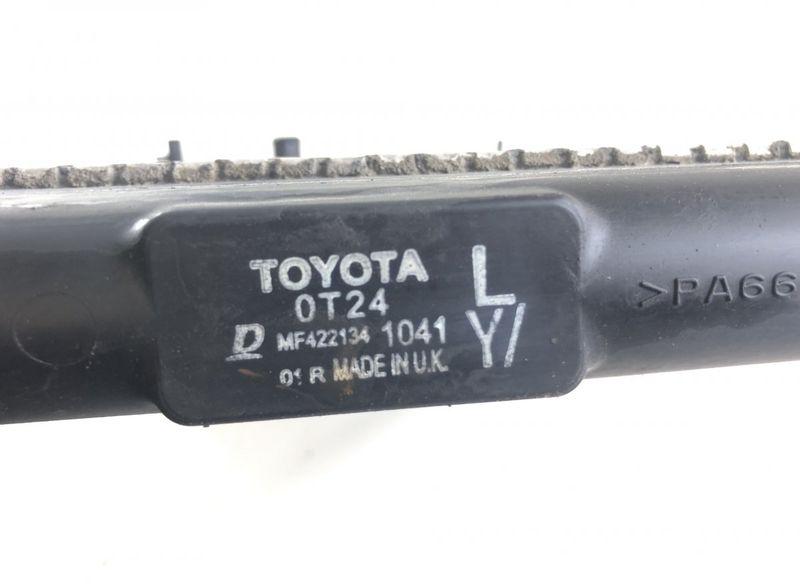 TOYOTA
0T24
L
D MF422134 1041
Y/
01 R MADE IN U.K.
>PA66